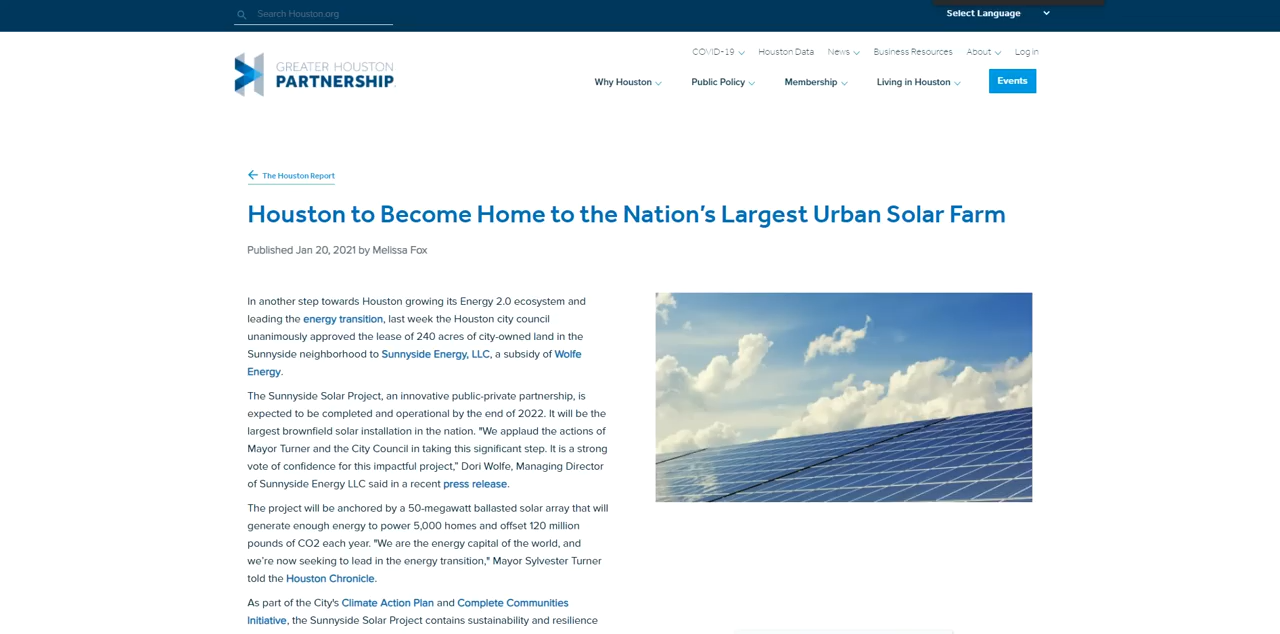 Search Houston.org
Select Language
COVID-19
Houston Data
News
Business Resources
About
Log in
GREATER HOUSTON
PARTNERSHIP.
Why Houston
Public Policy
Membership
Living in Houston
Events
The Houston Report
Houston to Become Home to the Nation's Largest Urban Solar Farm
Published Jan 20, 2021 by Melissa Fox
In another step towards Houston growing its Energy 2.0 ecosystem and
leading the energy transition, last week the Houston city council
unanimously approved the lease of 240 acres of city-owned land in the
Sunnyside neighborhood to Sunnyside Energy, LLC, a subsidy of Wolfe
Energy.
The Sunnyside Solar Project, an innovative public-private partnership, is
expected to be completed and operational by the end of 2022. It will be the
largest brownfield solar installation in the nation. "We applaud the actions of
Mayor Turner and the City Council in taking this significant step. It is a strong
vote of confidence for this impactful project," Dori Wolfe, Managing Director
of Sunnyside Energy LLC said in a recent press release.
The project will be anchored by a 50-megawatt ballasted solar array that will
generate enough energy to power 5,000 homes and offset 120 million
pounds of CO2 each year. "We are the energy capital of the world, and
we're now seeking to lead in the energy transition," Mayor Sylvester Turner
told the Houston Chronicle.
As part of the City's Climate Action Plan and Complete Communities
Initiative, the Sunnyside Solar Project contains sustainability and resilience